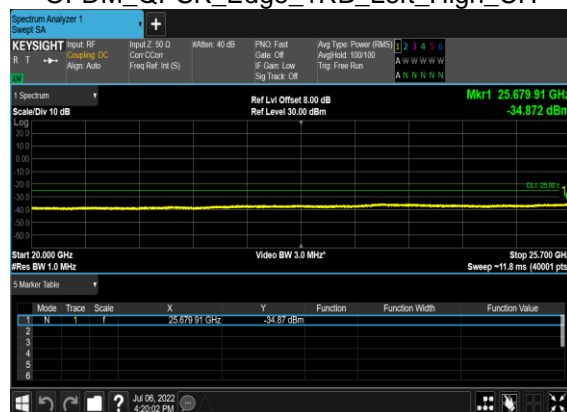 Spectrum Analyzer 1
Swept SA
+
KEYSIGHT
R T
Input: RF
Coupling: DC
Align: Auto
Input Z: 50 Ω
Corr CCorr
Freq Ref: Int (S)
#Atten: 40 dB
PNO: Fast
Gate: Off
IF Gain: Low
Sig Track: Off
Avg Type: Power (RMS)
Avg|Hold: 100/100
Trig: Free Run
1 2 3 4 5 6
A W W W W W
A N N N N N
1 Spectrum
Scale/Div 10 dB
Ref Lvl Offset 8.00 dB
Ref Level 30.00 dBm
Mkr1 25.679 91 GHz
-34.872 dBm
Log
20.0
10.0
0.00
-10.0
-20.0
-30.0
-40.0
-50.0
-60.0
DL1 -25.00
1
Start 20.000 GHz
#Res BW 1.0 MHz
Video BW 3.0 MHz*
Stop 25.700 GHz
Sweep ~11.8 ms (40001 pts
5 Marker Table
Mode Trace Scale X Y Function Function Width Function Value
1 N 1 f 25.679 91 GHz -34.87 dBm
2
3
4
5
6
?
Jul 06, 2022
4:20:02 PM